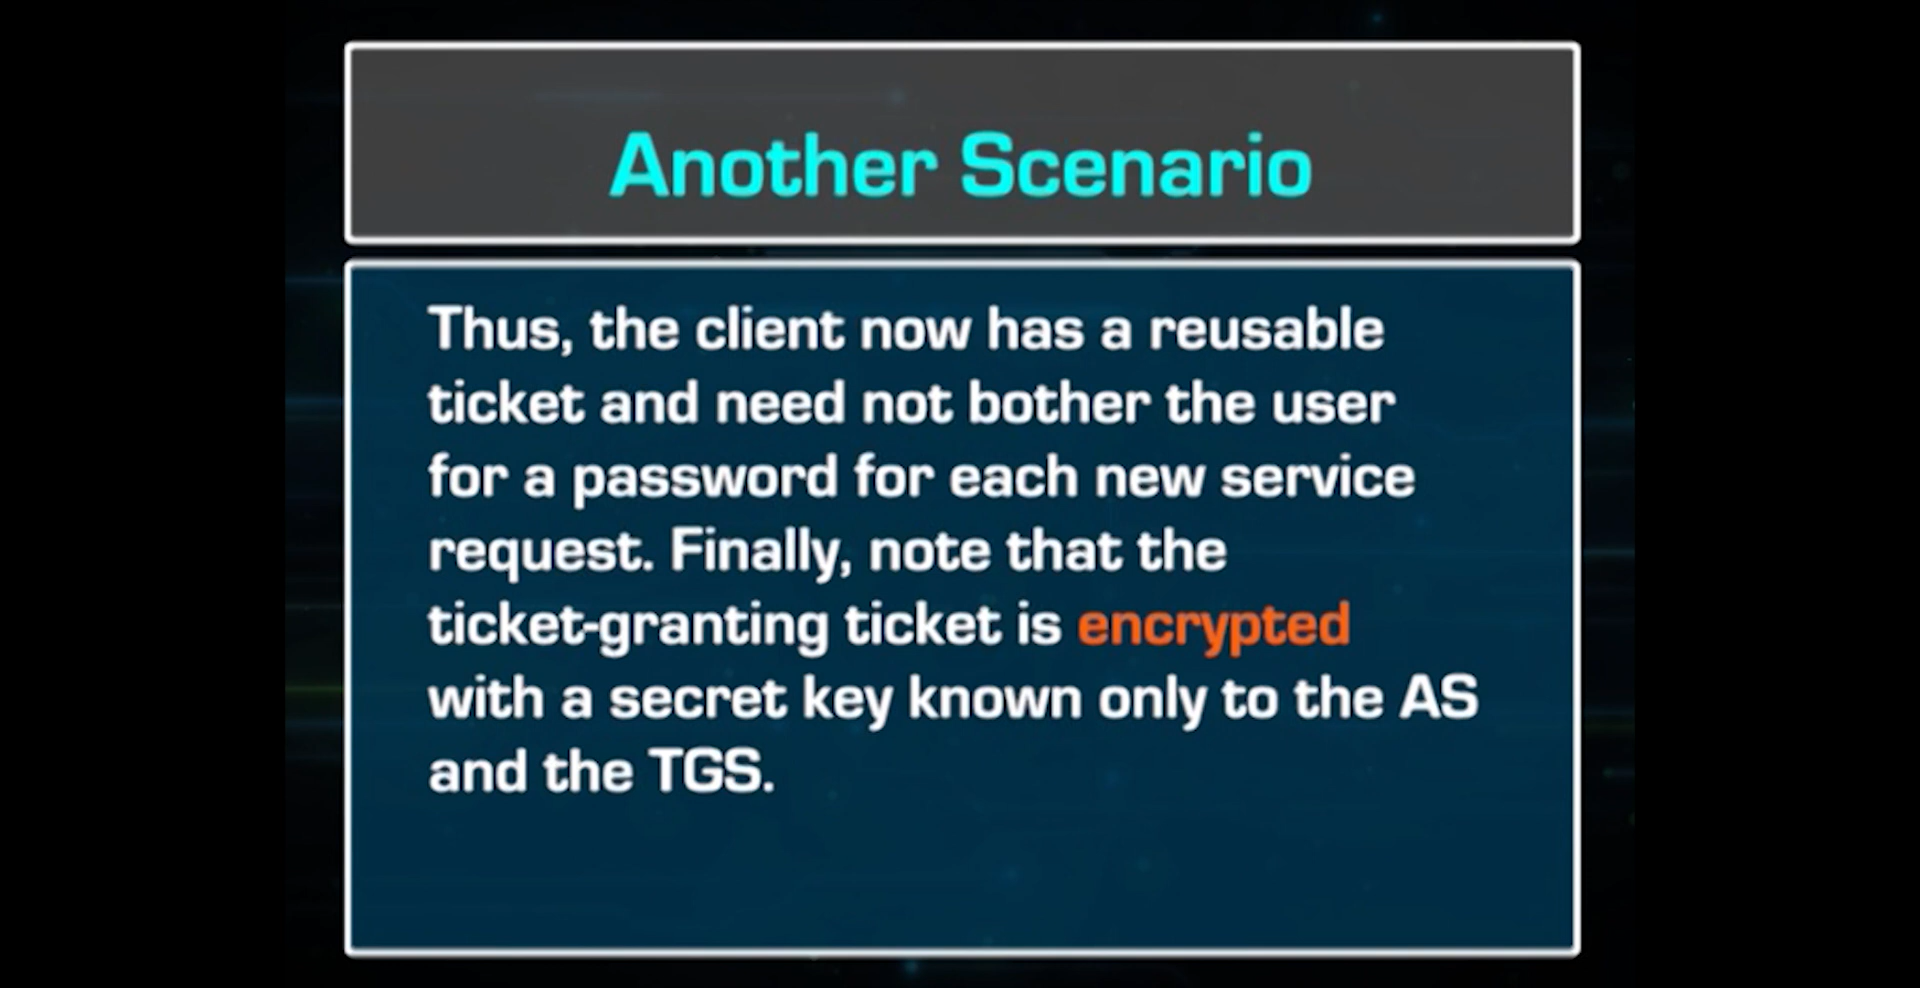 Another Scenario
Thus, the client now has a reusable
ticket and need not bother the user
for a password for each new service
request. Finally, note that the
ticket-granting ticket is encrypted
with a secret key known only to the AS
and the TGS.